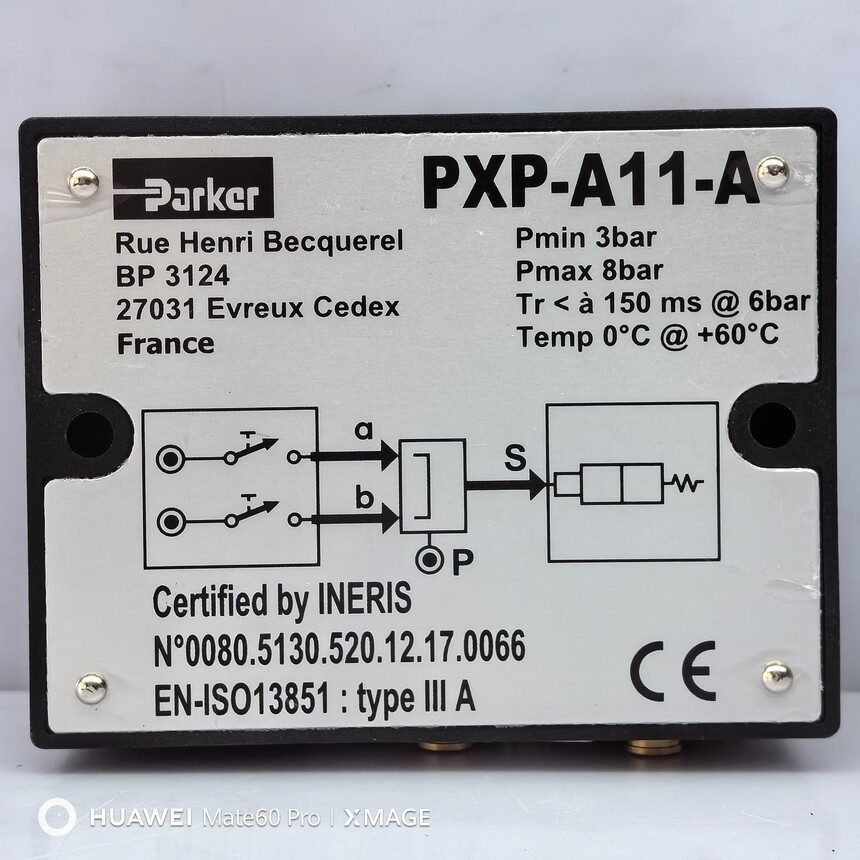 Parker
PXP-A11-A
Rue Henri Becquerel
BP 3124
27031 Evreux Cedex
France
Pmin 3bar
Pmax 8bar
Tr < à 150 ms @ 6bar
Temp 0°C @ +60°C
a
b
S
P
Certified by INERIS
N°0080.5130.520.12.17.0066
EN-ISO13851 : type III A
CE
HUAWEI Mate60 Pro | XMAGE